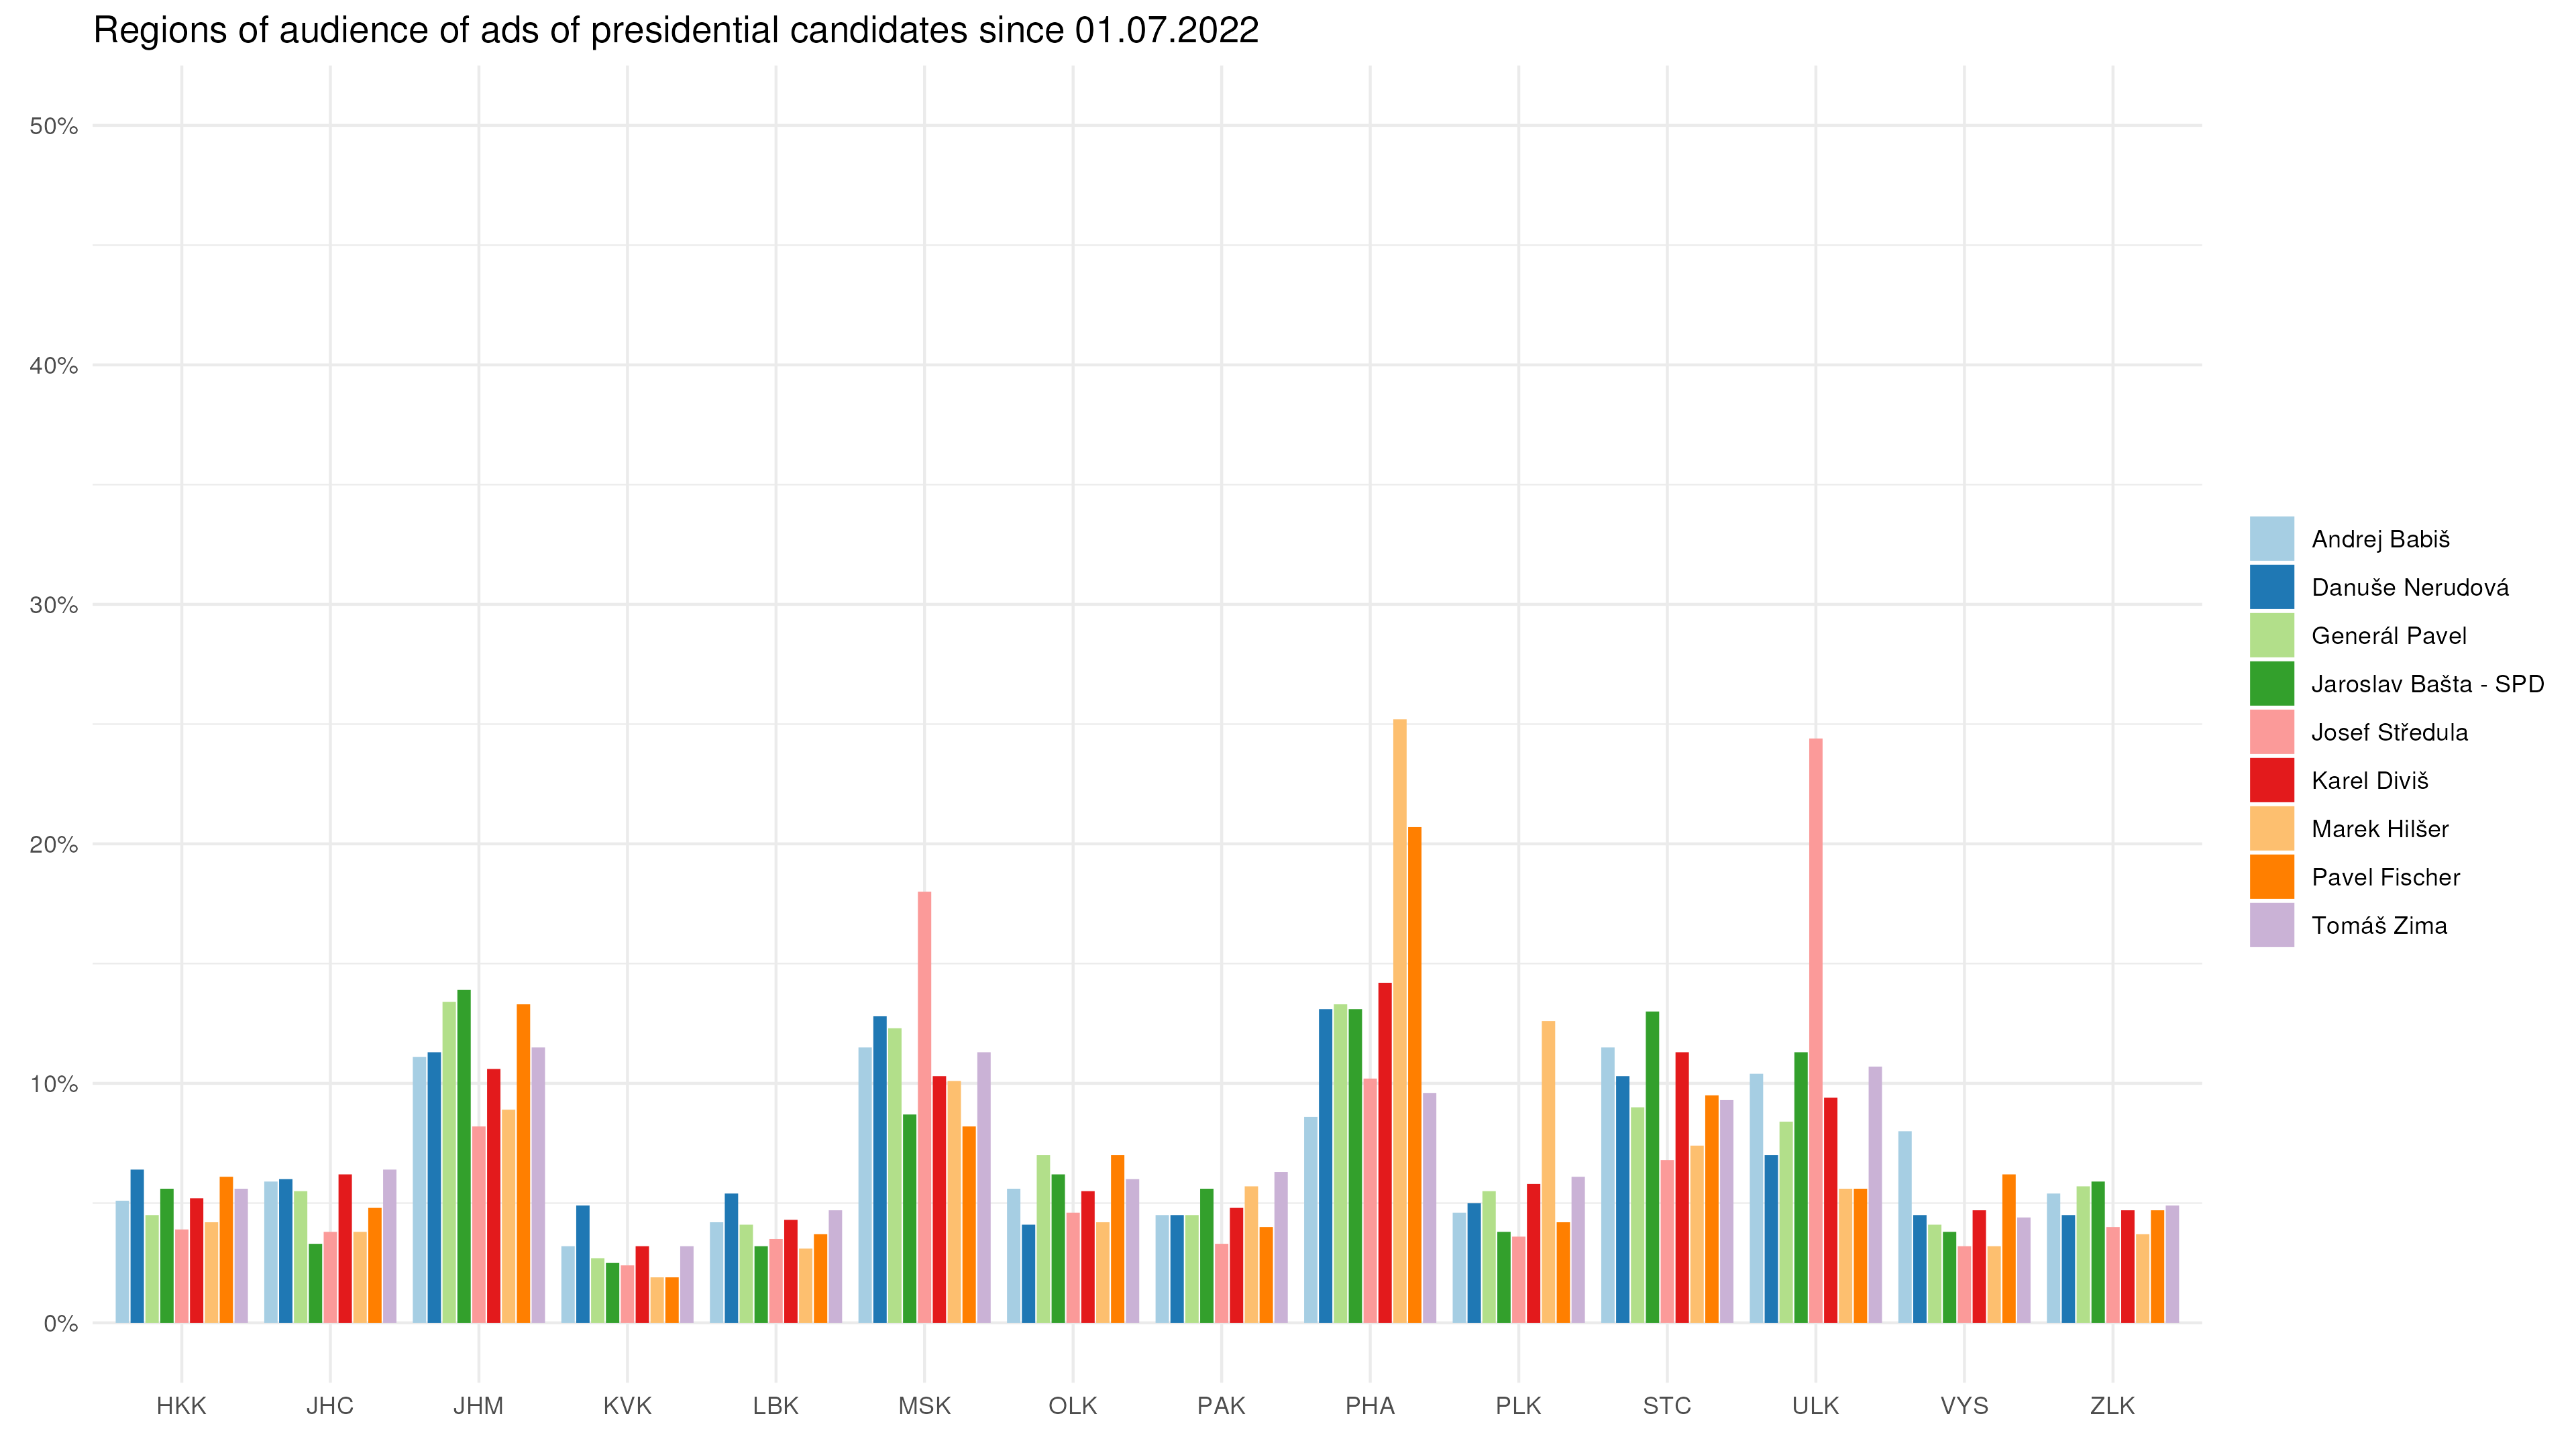 Regions of audience of ads of presidential candidates since 01.07.2022
50%
40%
30%
20%
10%
0%
HKK JHC JHM KVK LBK MSK OLK PAK PHA PLK STC ULK VYS ZLK
Andrej Babiš
Danuše Nerudová
Generál Pavel
Jaroslav Bašta - SPD
Josef Středula
Karel Diviš
Marek Hilšer
Pavel Fischer
Tomáš Zima